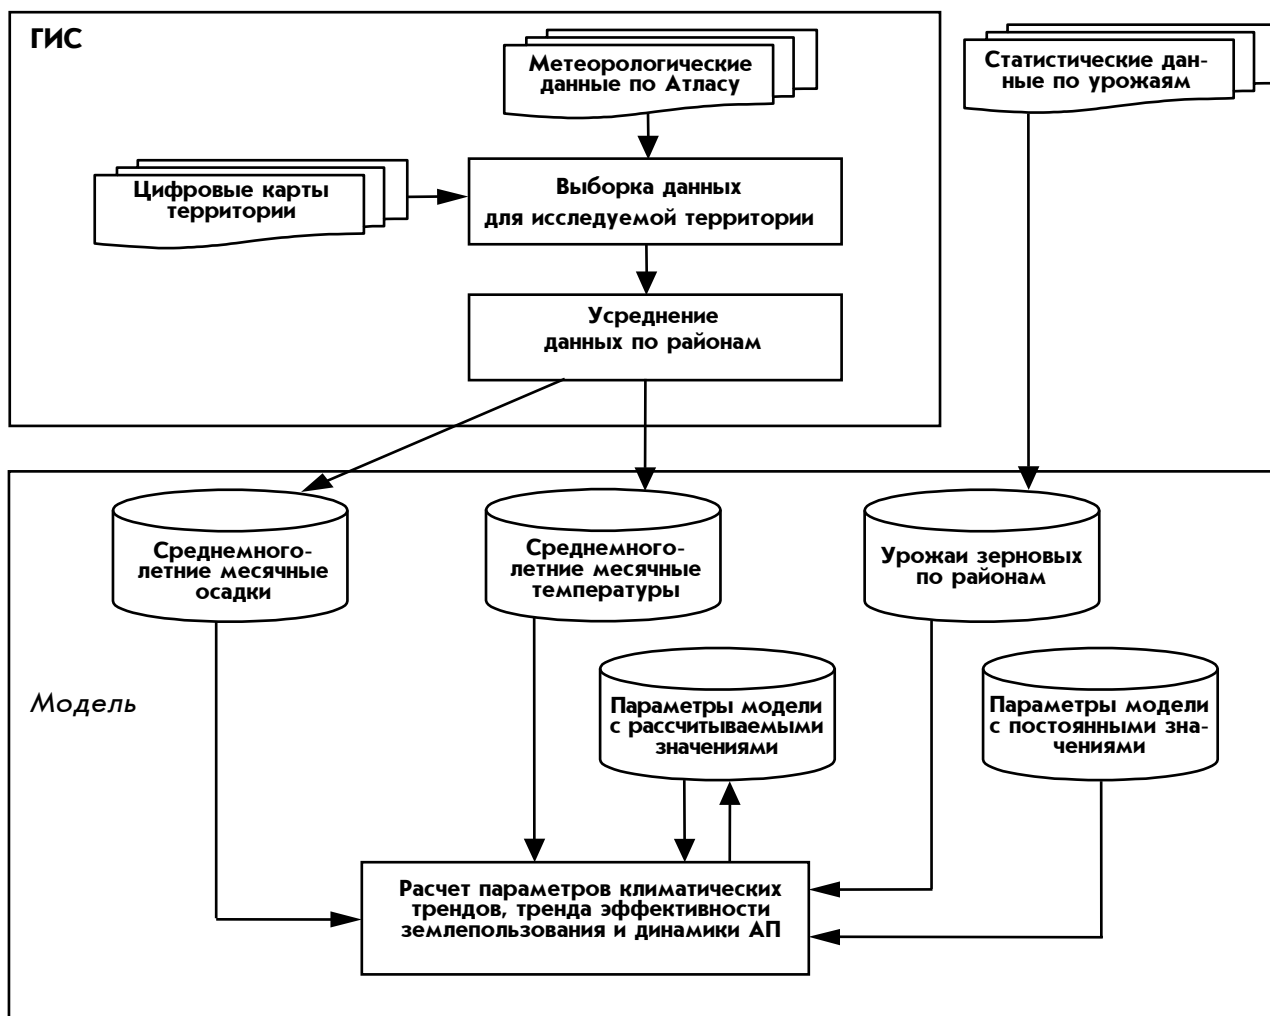 ГИС
Метеорологические
данные по Атласу
Статистические дан-
ные по урожаям
Цифровые карты
территории
Выборка данных
для исследуемой территории
Усреднение
данных по районам
Среднемного-
летние месячные
осадки
Среднемного-
летние месячные
температуры
Урожаи зерновых
по районам
Модель
Параметры модели
с рассчитываемыми
значениями
Параметры модели
с постоянными зна-
чениями
Расчет параметров климатических
трендов, тренда эффективности
землепользования и динамики АП